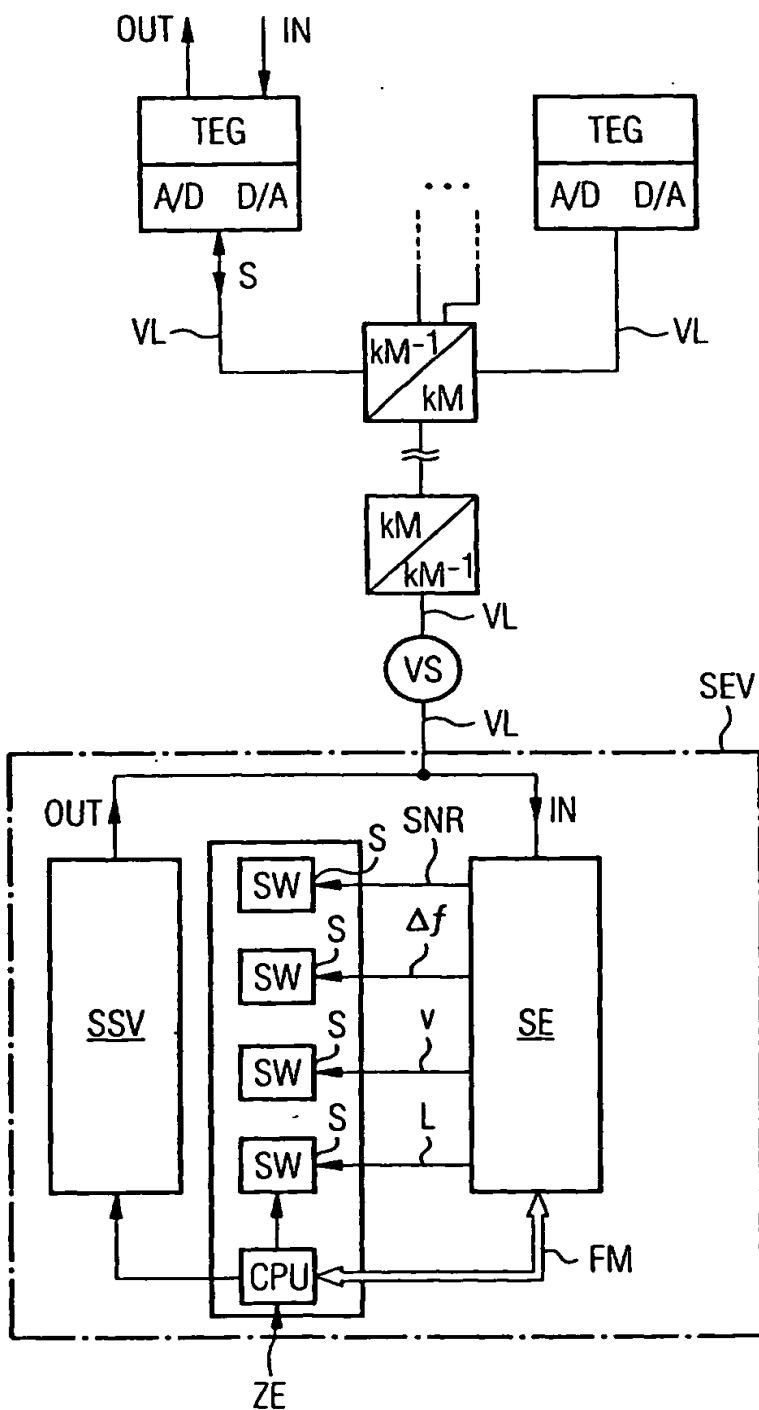 OUT IN
TEG TEG
A/D D/A A/D D/A
...
S
VL VL
kM-1
kM
kM
kM-1
VL
VS
SEV
VL
OUT IN
SNR
S
SW
Δf
S
SW
SSV SE
v
S
SW
L
S
SW
CPU
FM
ZE